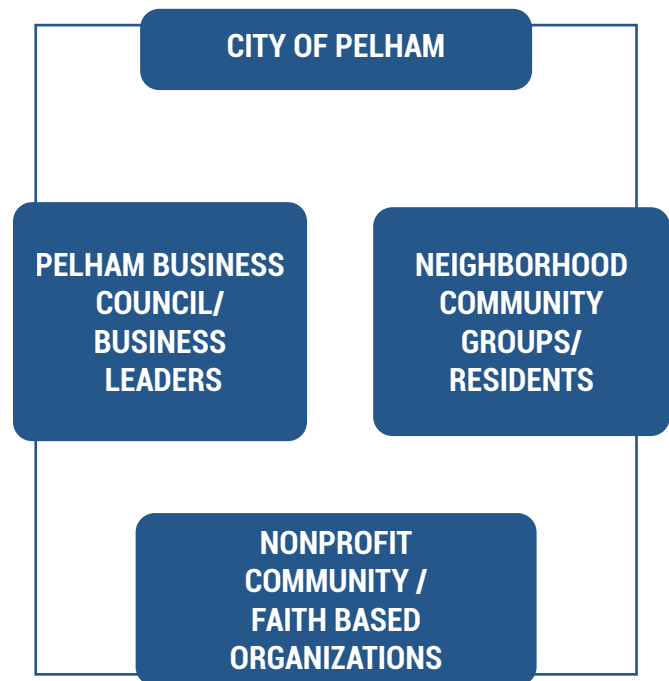 CITY OF PELHAM
PELHAM BUSINESS
COUNCIL/
BUSINESS
LEADERS
NEIGHBORHOOD
COMMUNITY
GROUPS/
RESIDENTS
NONPROFIT
COMMUNITY /
FAITH BASED
ORGANIZATIONS